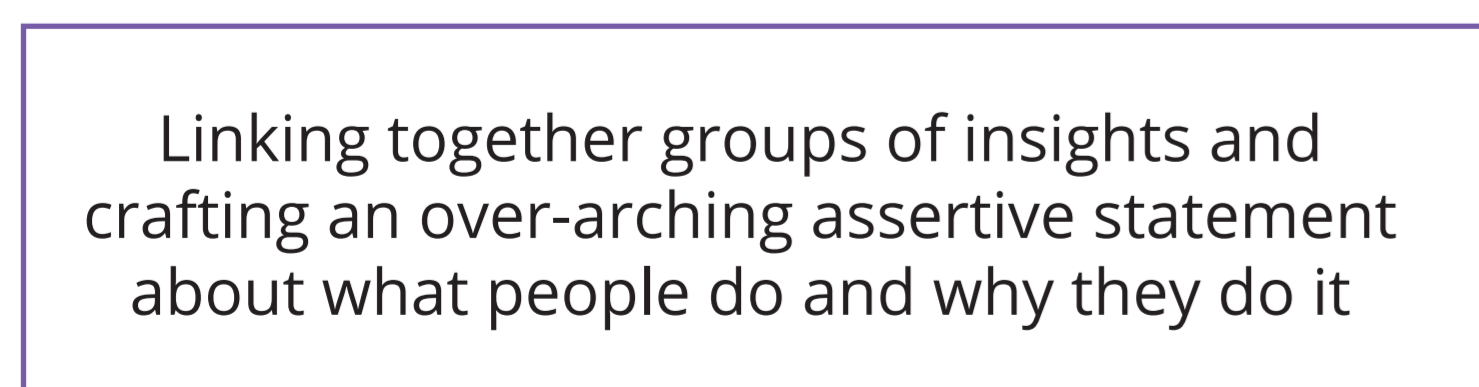 Linking together groups of insights and
crafting an over-arching assertive statement
about what people do and why they do it